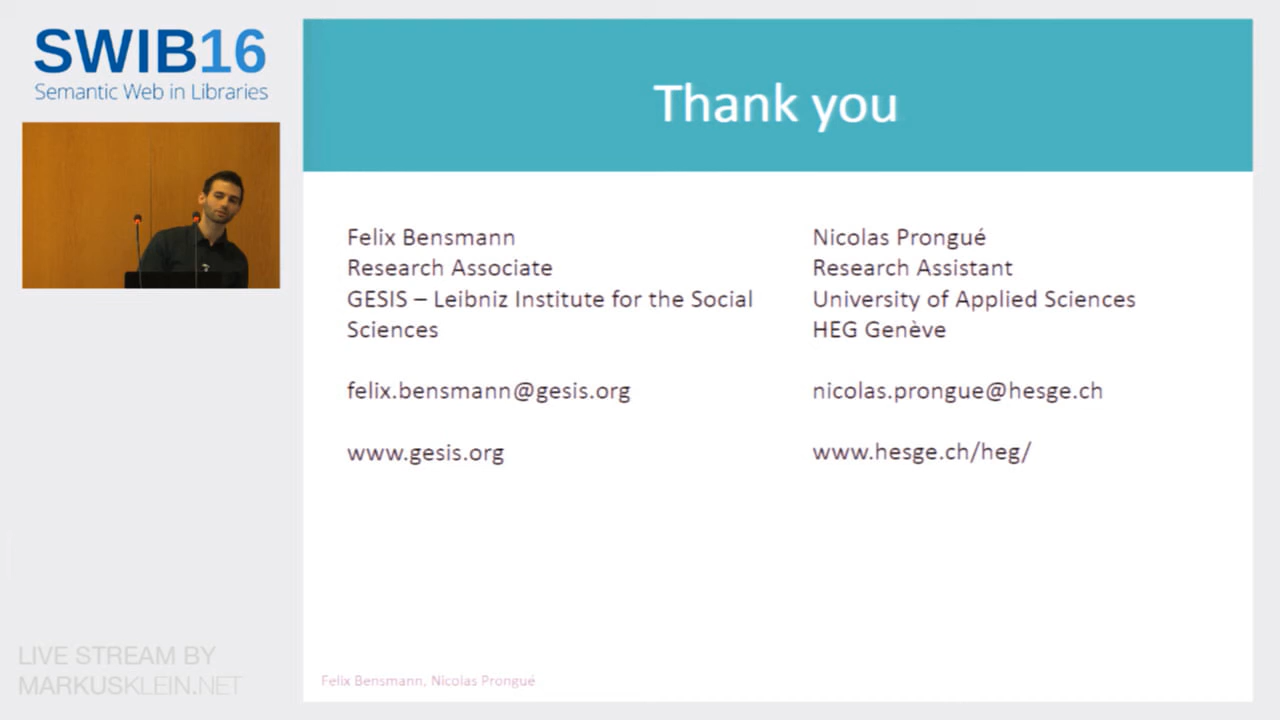 SWIB16
Semantic Web in Libraries
Thank you
Felix Bensmann
Research Associate
GESIS – Leibniz Institute for the Social
Sciences
felix.bensmann@gesis.org
www.gesis.org
Nicolas Prongué
Research Assistant
University of Applied Sciences
HEG Genève
nicolas.prongue@hesge.ch
www.hesge.ch/heg/
LIVE STREAM BY
MARKUSKLEIN.NET
Felix Bensmann, Nicolas Prongué